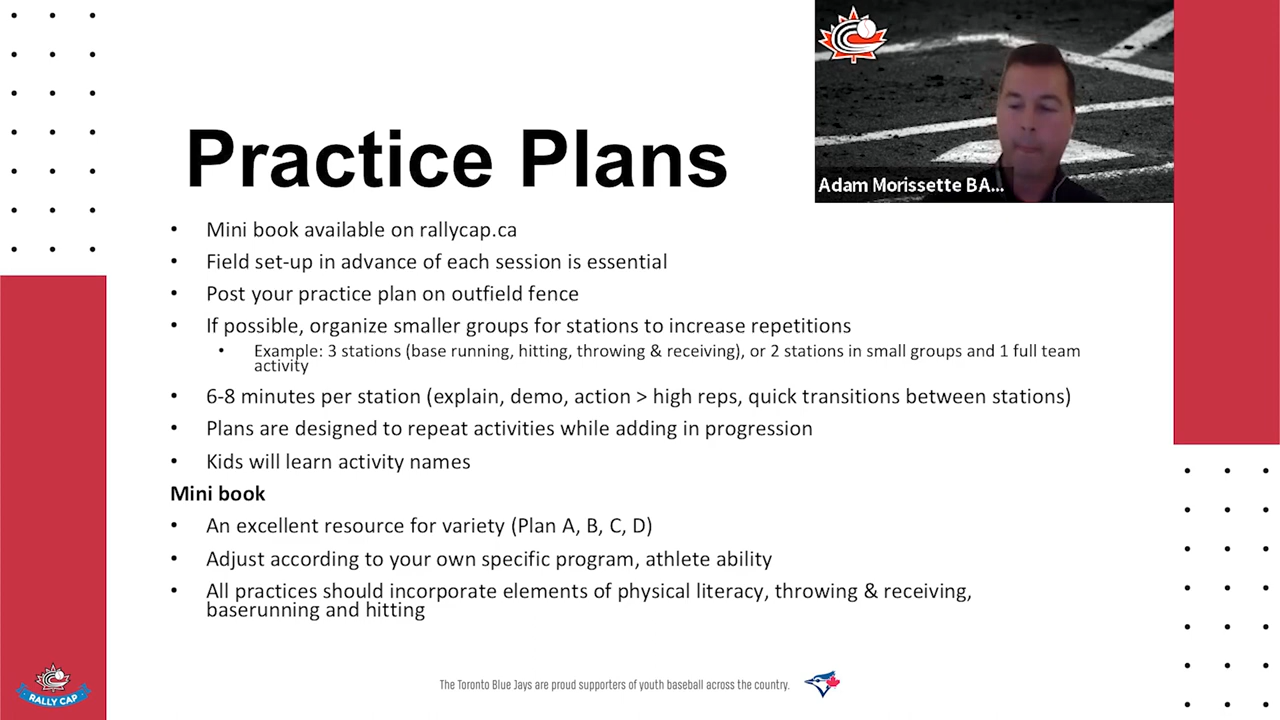 Practice Plans
Adam Morissette BA...
• Mini book available on rallycap.ca
• Field set-up in advance of each session is essential
• Post your practice plan on outfield fence
• If possible, organize smaller groups for stations to increase repetitions
• Example: 3 stations (base running, hitting, throwing & receiving), or 2 stations in small groups and 1 full team
activity
• 6-8 minutes per station (explain, demo, action > high reps, quick transitions between stations)
• Plans are designed to repeat activities while adding in progression
• Kids will learn activity names
Mini book
• An excellent resource for variety (Plan A, B, C, D)
• Adjust according to your own specific program, athlete ability
• All practices should incorporate elements of physical literacy, throwing & receiving,
baserunning and hitting
RALLY CAP
The Toronto Blue Jays are proud supporters of youth baseball across the country.